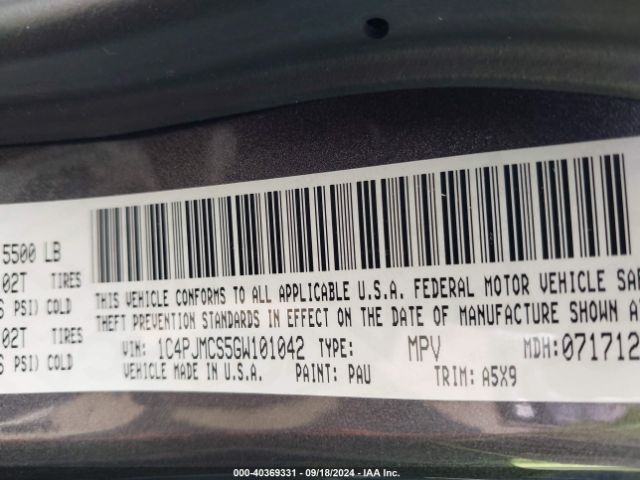 5500 LB
02T TIRES
PSI) COLD
02T TIRES
PSI) COLD
THIS VEHICLE CONFORMS TO ALL APPLICABLE U.S.A. FEDERAL MOTOR VEHICLE SAF
THEFT PREVENTION STANDARDS IN EFFECT ON THE DATE OF MANUFACTURE SHOWN A
VIN: 1C4PJMCS5GW101042 TYPE: MPV MDH:071712
VEHICLE MADE IN U.S.A. PAINT: PAU TRIM: A5X9
000-40369331 - 09/18/2024 - IAA Inc.